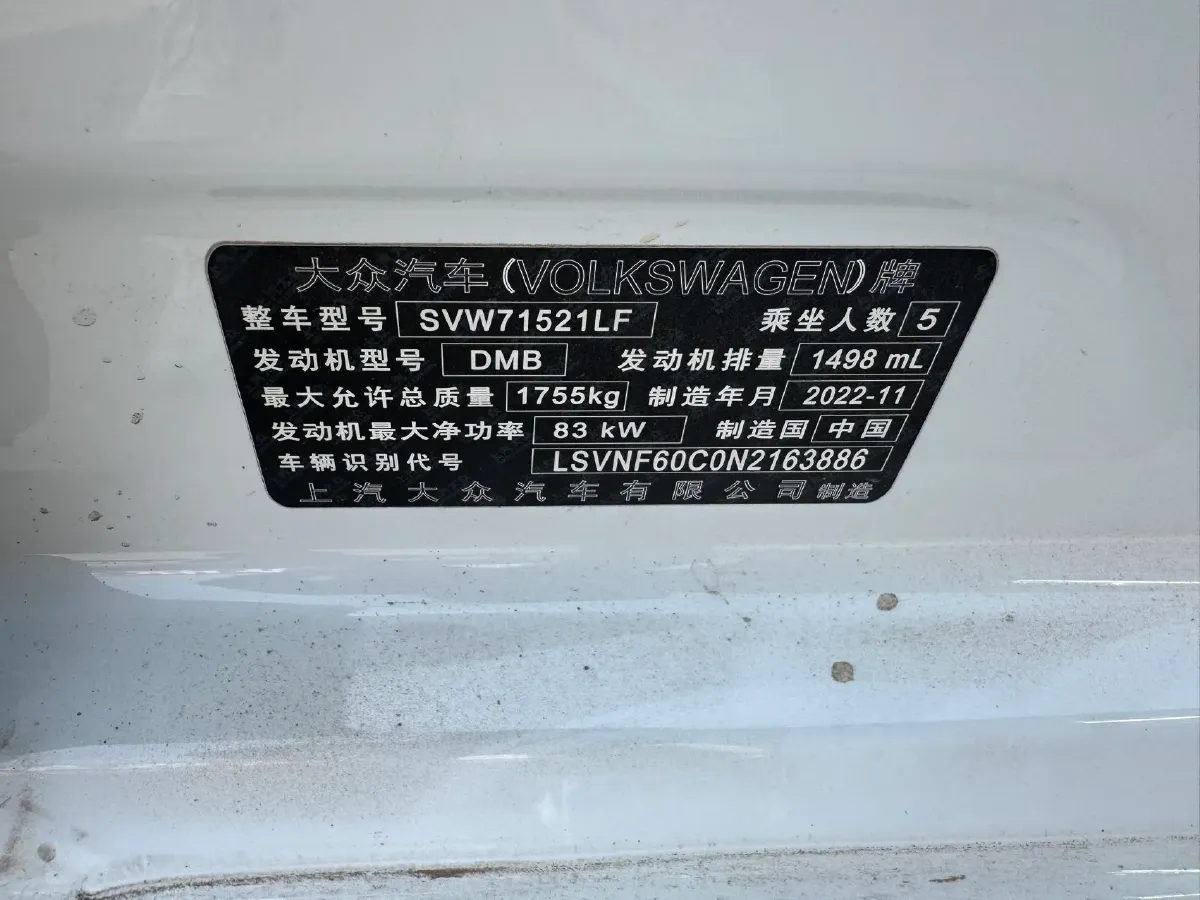 大众汽车(VOLKSWAGEN)牌
整车型号 SVW71521LF 乘坐人数 5
发动机型号 DMB 发动机排量 1498 mL
最大允许总质量 1755kg 制造年月 2022-11
发动机最大净功率 83 kW 制造国 中国
车辆识别代号 LSVNF60C0N2163886
上汽大众汽车有限公司制造